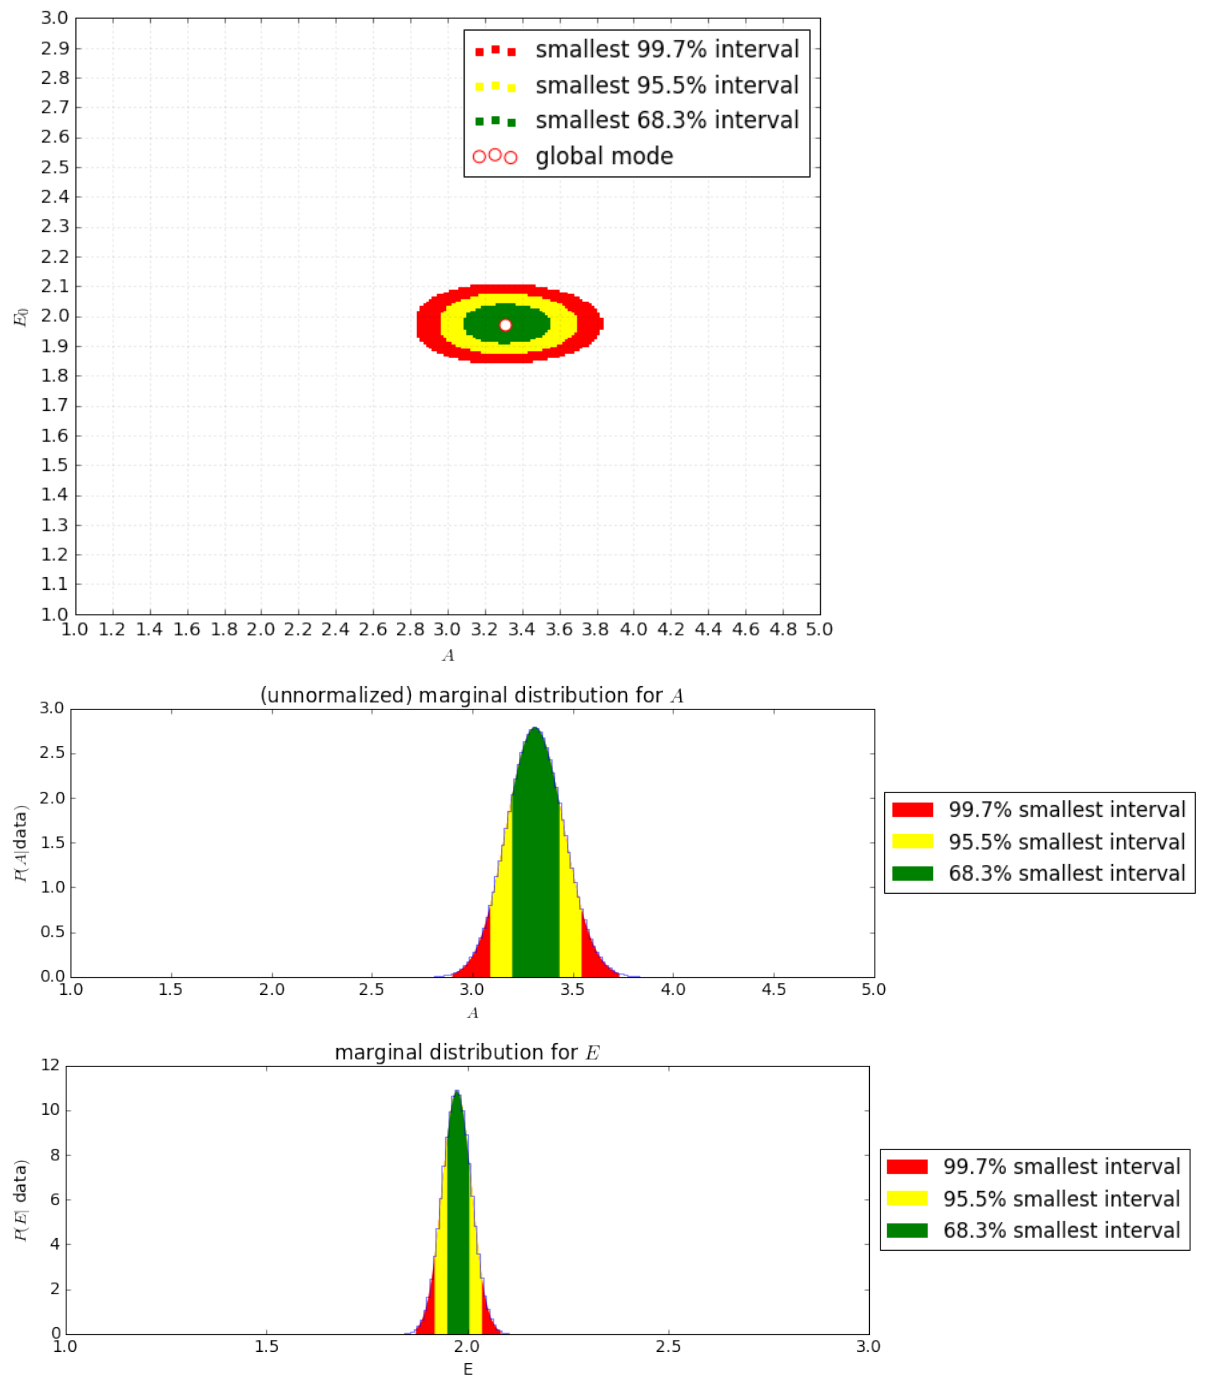 3.0
2.9
2.8
2.7
2.6
2.5
2.4
2.3
2.2
2.1
2.0
1.9
1.8
1.7
1.6
1.5
1.4
1.3
1.2
1.1
1.0
E₀
smallest 99.7% interval
smallest 95.5% interval
smallest 68.3% interval
global mode
1.0 1.2 1.4 1.6 1.8 2.0 2.2 2.4 2.6 2.8 3.0 3.2 3.4 3.6 3.8 4.0 4.2 4.4 4.6 4.8 5.0
A
(unnormalized) marginal distribution for A
3.0
2.5
2.0
1.5
1.0
0.5
0.0
P(A|data)
1.0 1.5 2.0 2.5 3.0 3.5 4.0 4.5 5.0
A
99.7% smallest interval
95.5% smallest interval
68.3% smallest interval
marginal distribution for E
12
10
8
6
4
2
0
P(E| data)
1.0 1.5 2.0 2.5 3.0
E
99.7% smallest interval
95.5% smallest interval
68.3% smallest interval